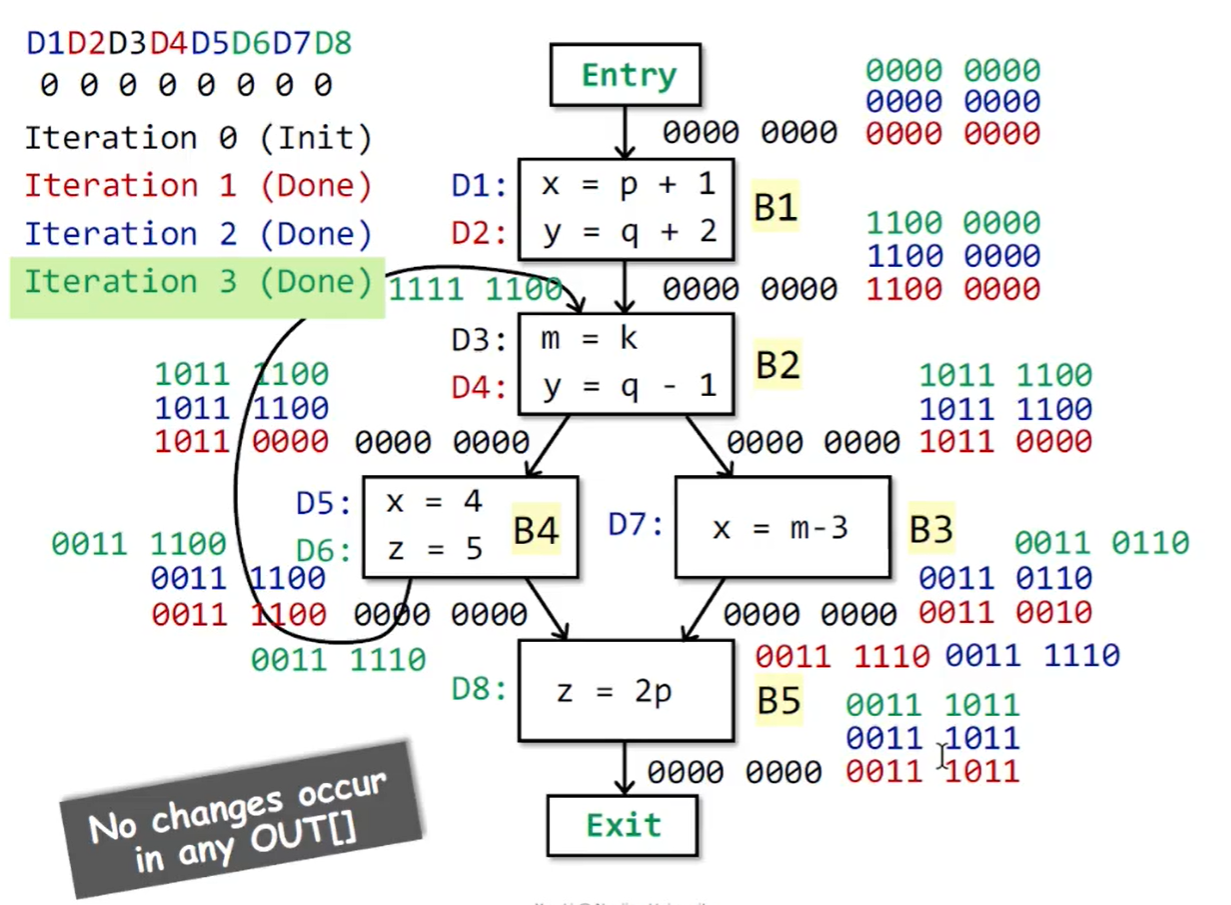 D1D2D3D4D5D6D7D8
0 0 0 0 0 0 0 0
Iteration 0 (Init)
Iteration 1 (Done)
Iteration 2 (Done)
Iteration 3 (Done)
Entry
0000 0000
0000 0000
0000 0000 0000 0000
D1: x = p + 1
D2: y = q + 2
B1
1100 0000
1100 0000
0000 0000 1100 0000
1111 1100
D3: m = k
D4: y = q - 1
B2
1011 1100
1011 1100
1011 0000 0000 0000
1011 1100
1011 1100
0000 0000 1011 0000
D5: x = 4
D6: z = 5
B4
D7: x = m-3
B3
0011 1100
0011 1100
0011 1100 0000 0000
0011 0110
0011 0110
0000 0000 0011 0010
0011 1110
0011 1110 0011 1110
D8: z = 2p
B5
0011 1011
0011 1011
0000 0000 0011 1011
Exit
No changes occur
in any OUT[]